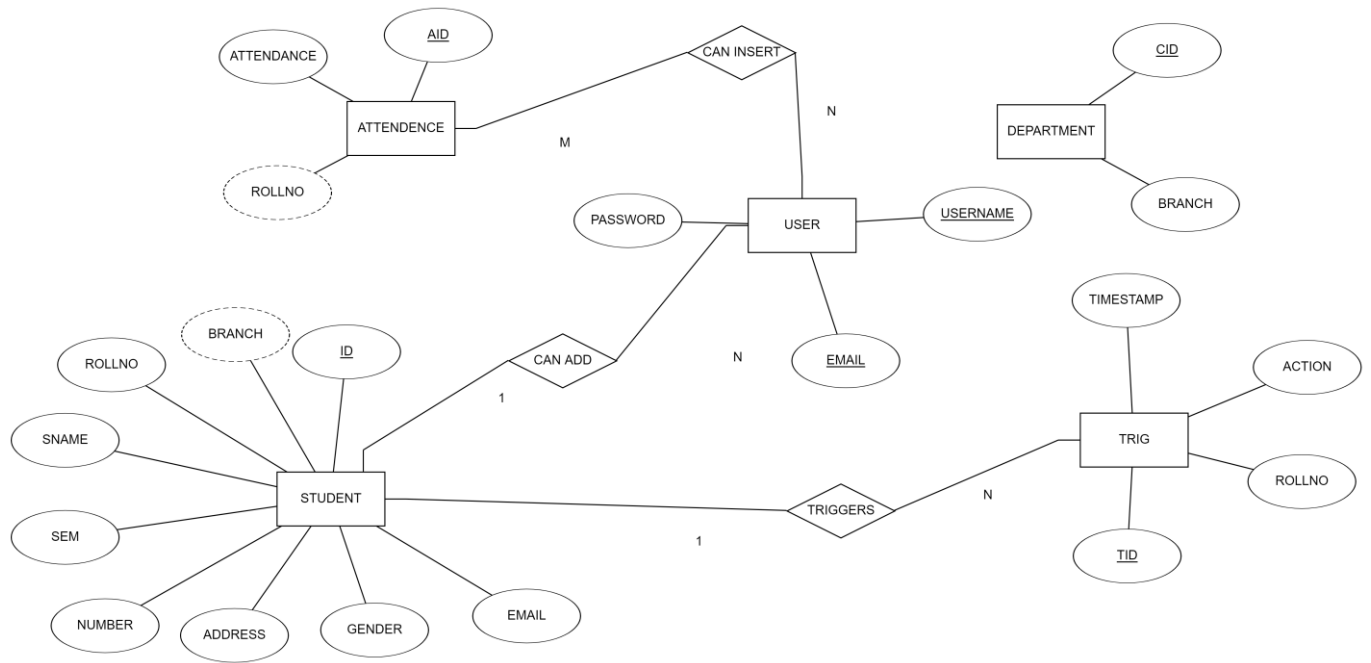 AID
ATTENDANCE
CAN INSERT
CID
ATTENDENCE
N
DEPARTMENT
M
ROLLNO
BRANCH
PASSWORD
USER
USERNAME
TIMESTAMP
BRANCH
ID
ROLLNO
CAN ADD
N
EMAIL
ACTION
1
SNAME
TRIG
ROLLNO
STUDENT
N
TRIGGERS
SEM
1
TID
NUMBER
ADDRESS
GENDER
EMAIL